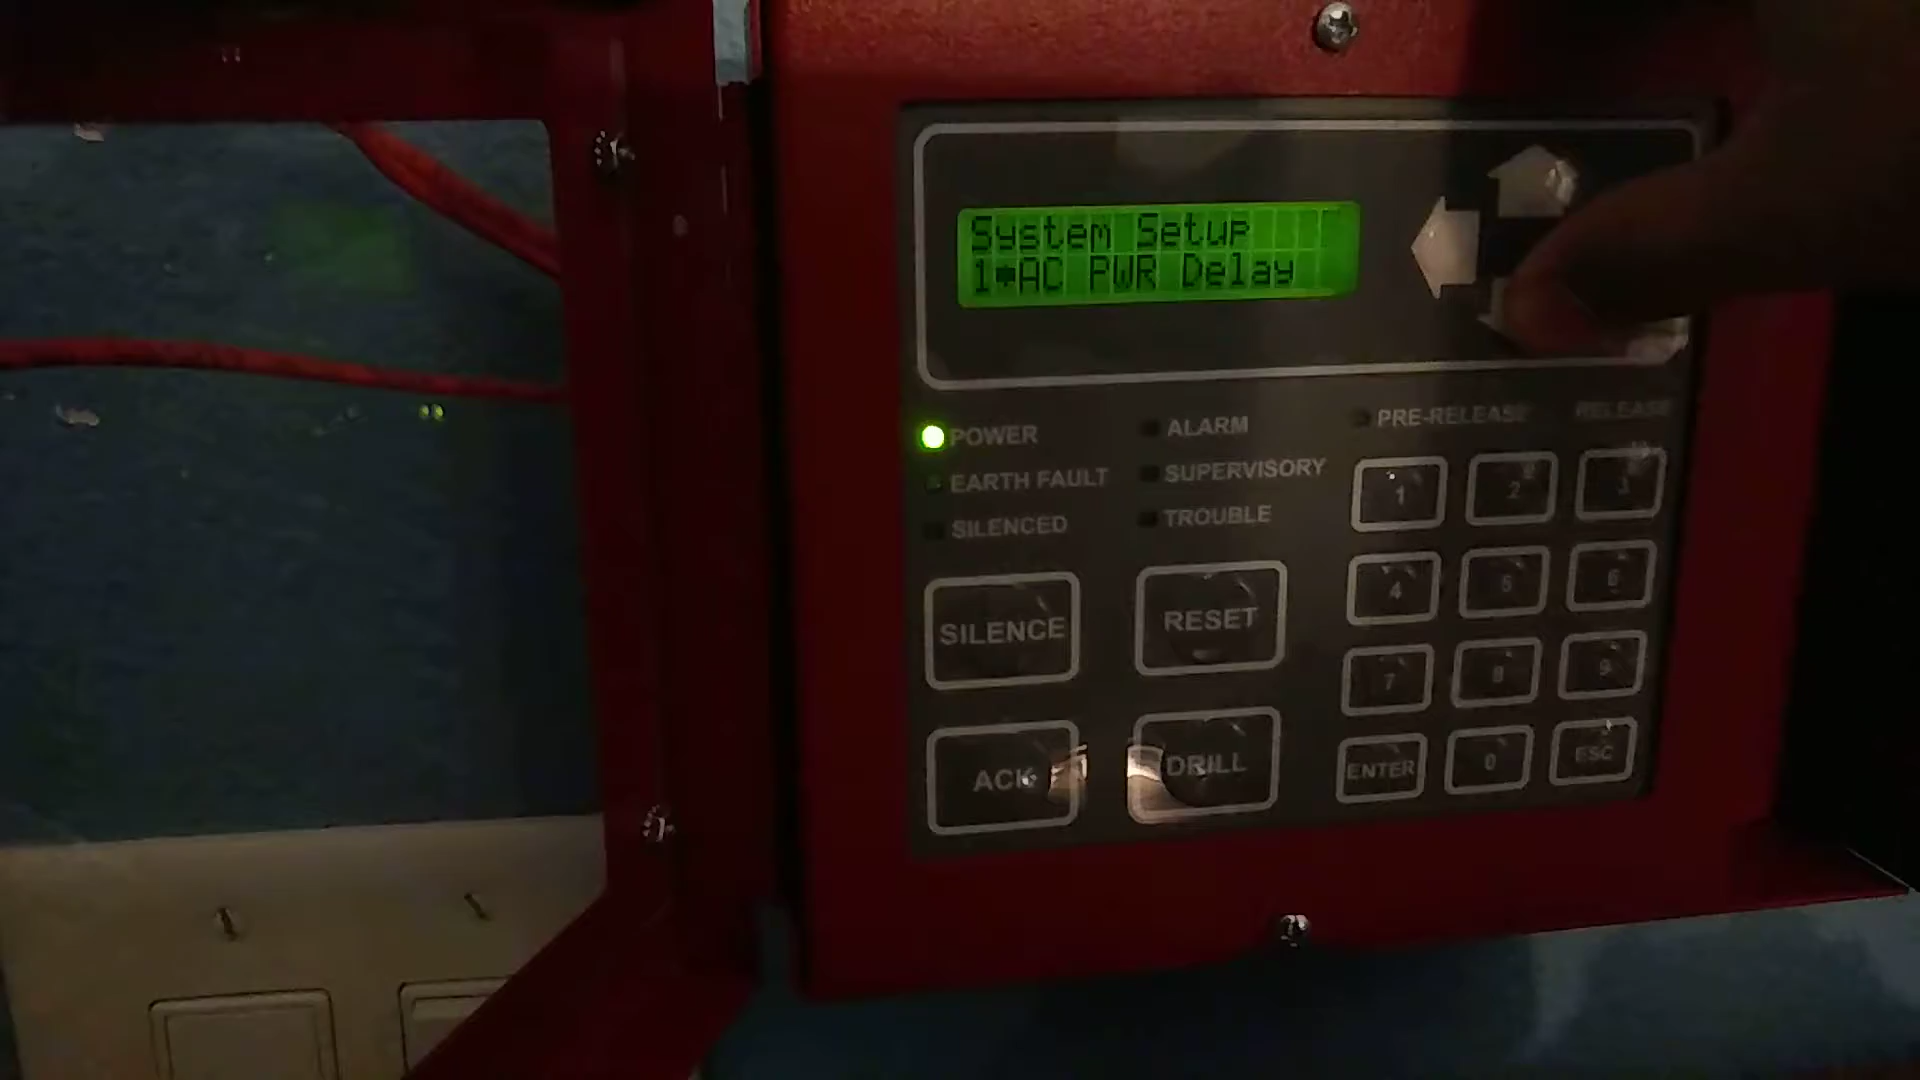 System Setup
1➧AC PWR Delay
POWER
ALARM
PRE-RELEASE
RELEASE
EARTH FAULT
SUPERVISORY
SILENCED
TROUBLE
1
2
3
4
5
6
SILENCE
RESET
7
8
9
ACK
DRILL
ENTER
0
ESC